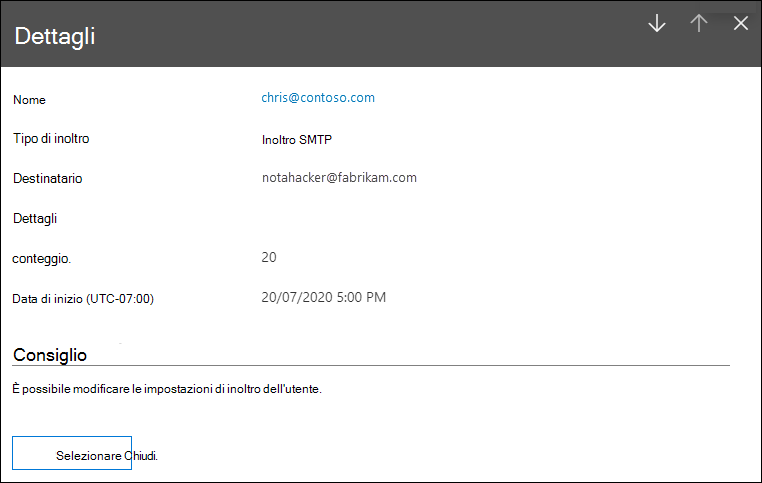 Dettagli
Nome chris@contoso.com
Tipo di inoltro Inoltro SMTP
Destinatario notahacker@fabrikam.com
Dettagli
conteggio. 20
Data di inizio (UTC-07:00) 20/07/2020 5:00 PM
Consiglio
È possibile modificare le impostazioni di inoltro dell'utente.
Selezionare Chiudi.